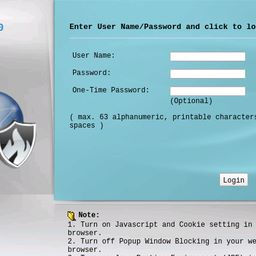 Enter User Name/Password and click to lo
User Name:
Password:
One-Time Password:
(Optional)
( max. 63 alphanumeric, printable characters
spaces )
Login
Note:
1. Turn on Javascript and Cookie setting in
browser.
2. Turn off Popup Window Blocking in your we
browser.